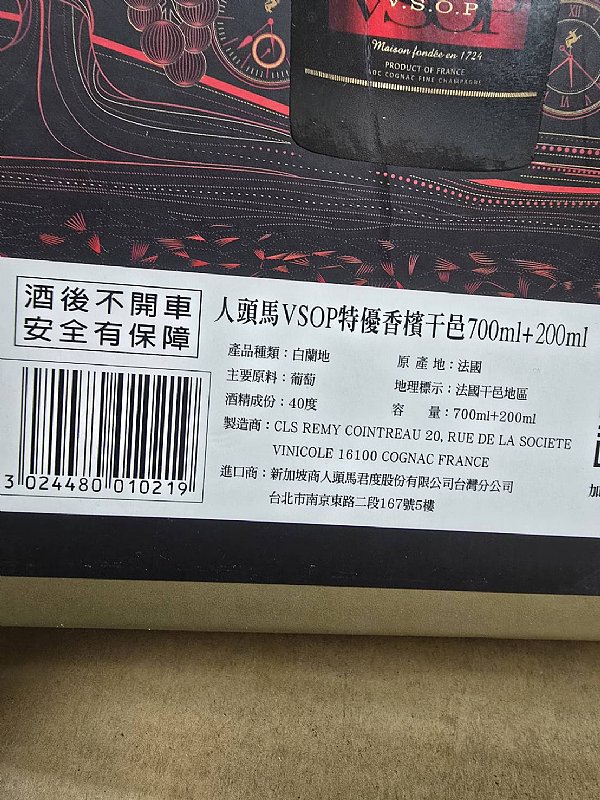 VSOP
V.S.O.P
Maison fondée en 1724
PRODUCT OF FRANCE
AOC COGNAC FINE CHAMPAGNE
酒後不開車
安全有保障
人頭馬VSOP特優香檳干邑700ml+200ml
產品種類：白蘭地
原產地：法國
主要原料：葡萄
地理標示：法國干邑地區
酒精成份：40度
容 量：700ml+200ml
製造商：CLS REMY COINTREAU 20, RUE DE LA SOCIETE
VINICOLE 16100 COGNAC FRANCE
進口商：新加坡商人頭馬君度股份有限公司台灣分公司
台北市南京東路二段167號5樓
3 024480 010219
加